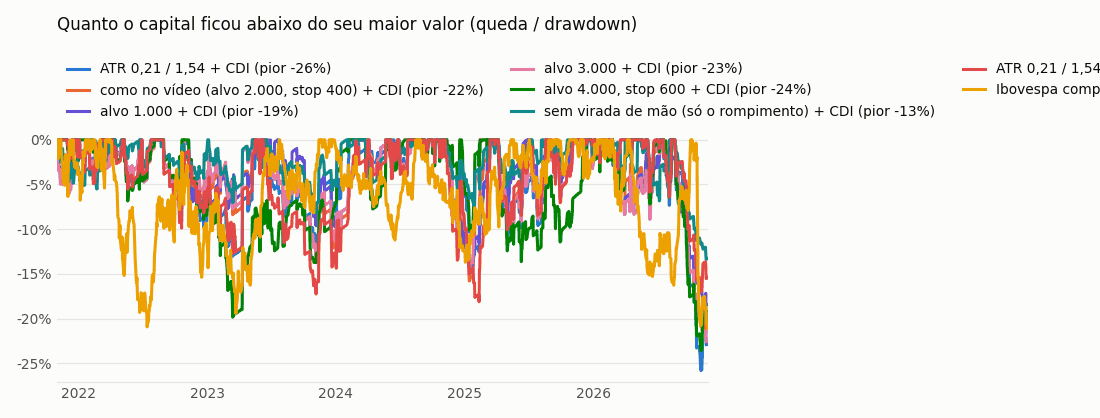 Quanto o capital ficou abaixo do seu maior valor (queda / drawdown)
ATR 0,21 / 1,54 + CDI (pior -26%)
como no vídeo (alvo 2.000, stop 400) + CDI (pior -22%)
alvo 1.000 + CDI (pior -19%)
alvo 3.000 + CDI (pior -23%)
alvo 4.000, stop 600 + CDI (pior -24%)
sem virada de mão (só o rompimento) + CDI (pior -13%)
ATR 0,21 / 1,54
Ibovespa comp
0%
-5%
-10%
-15%
-20%
-25%
2022 2023 2024 2025 2026